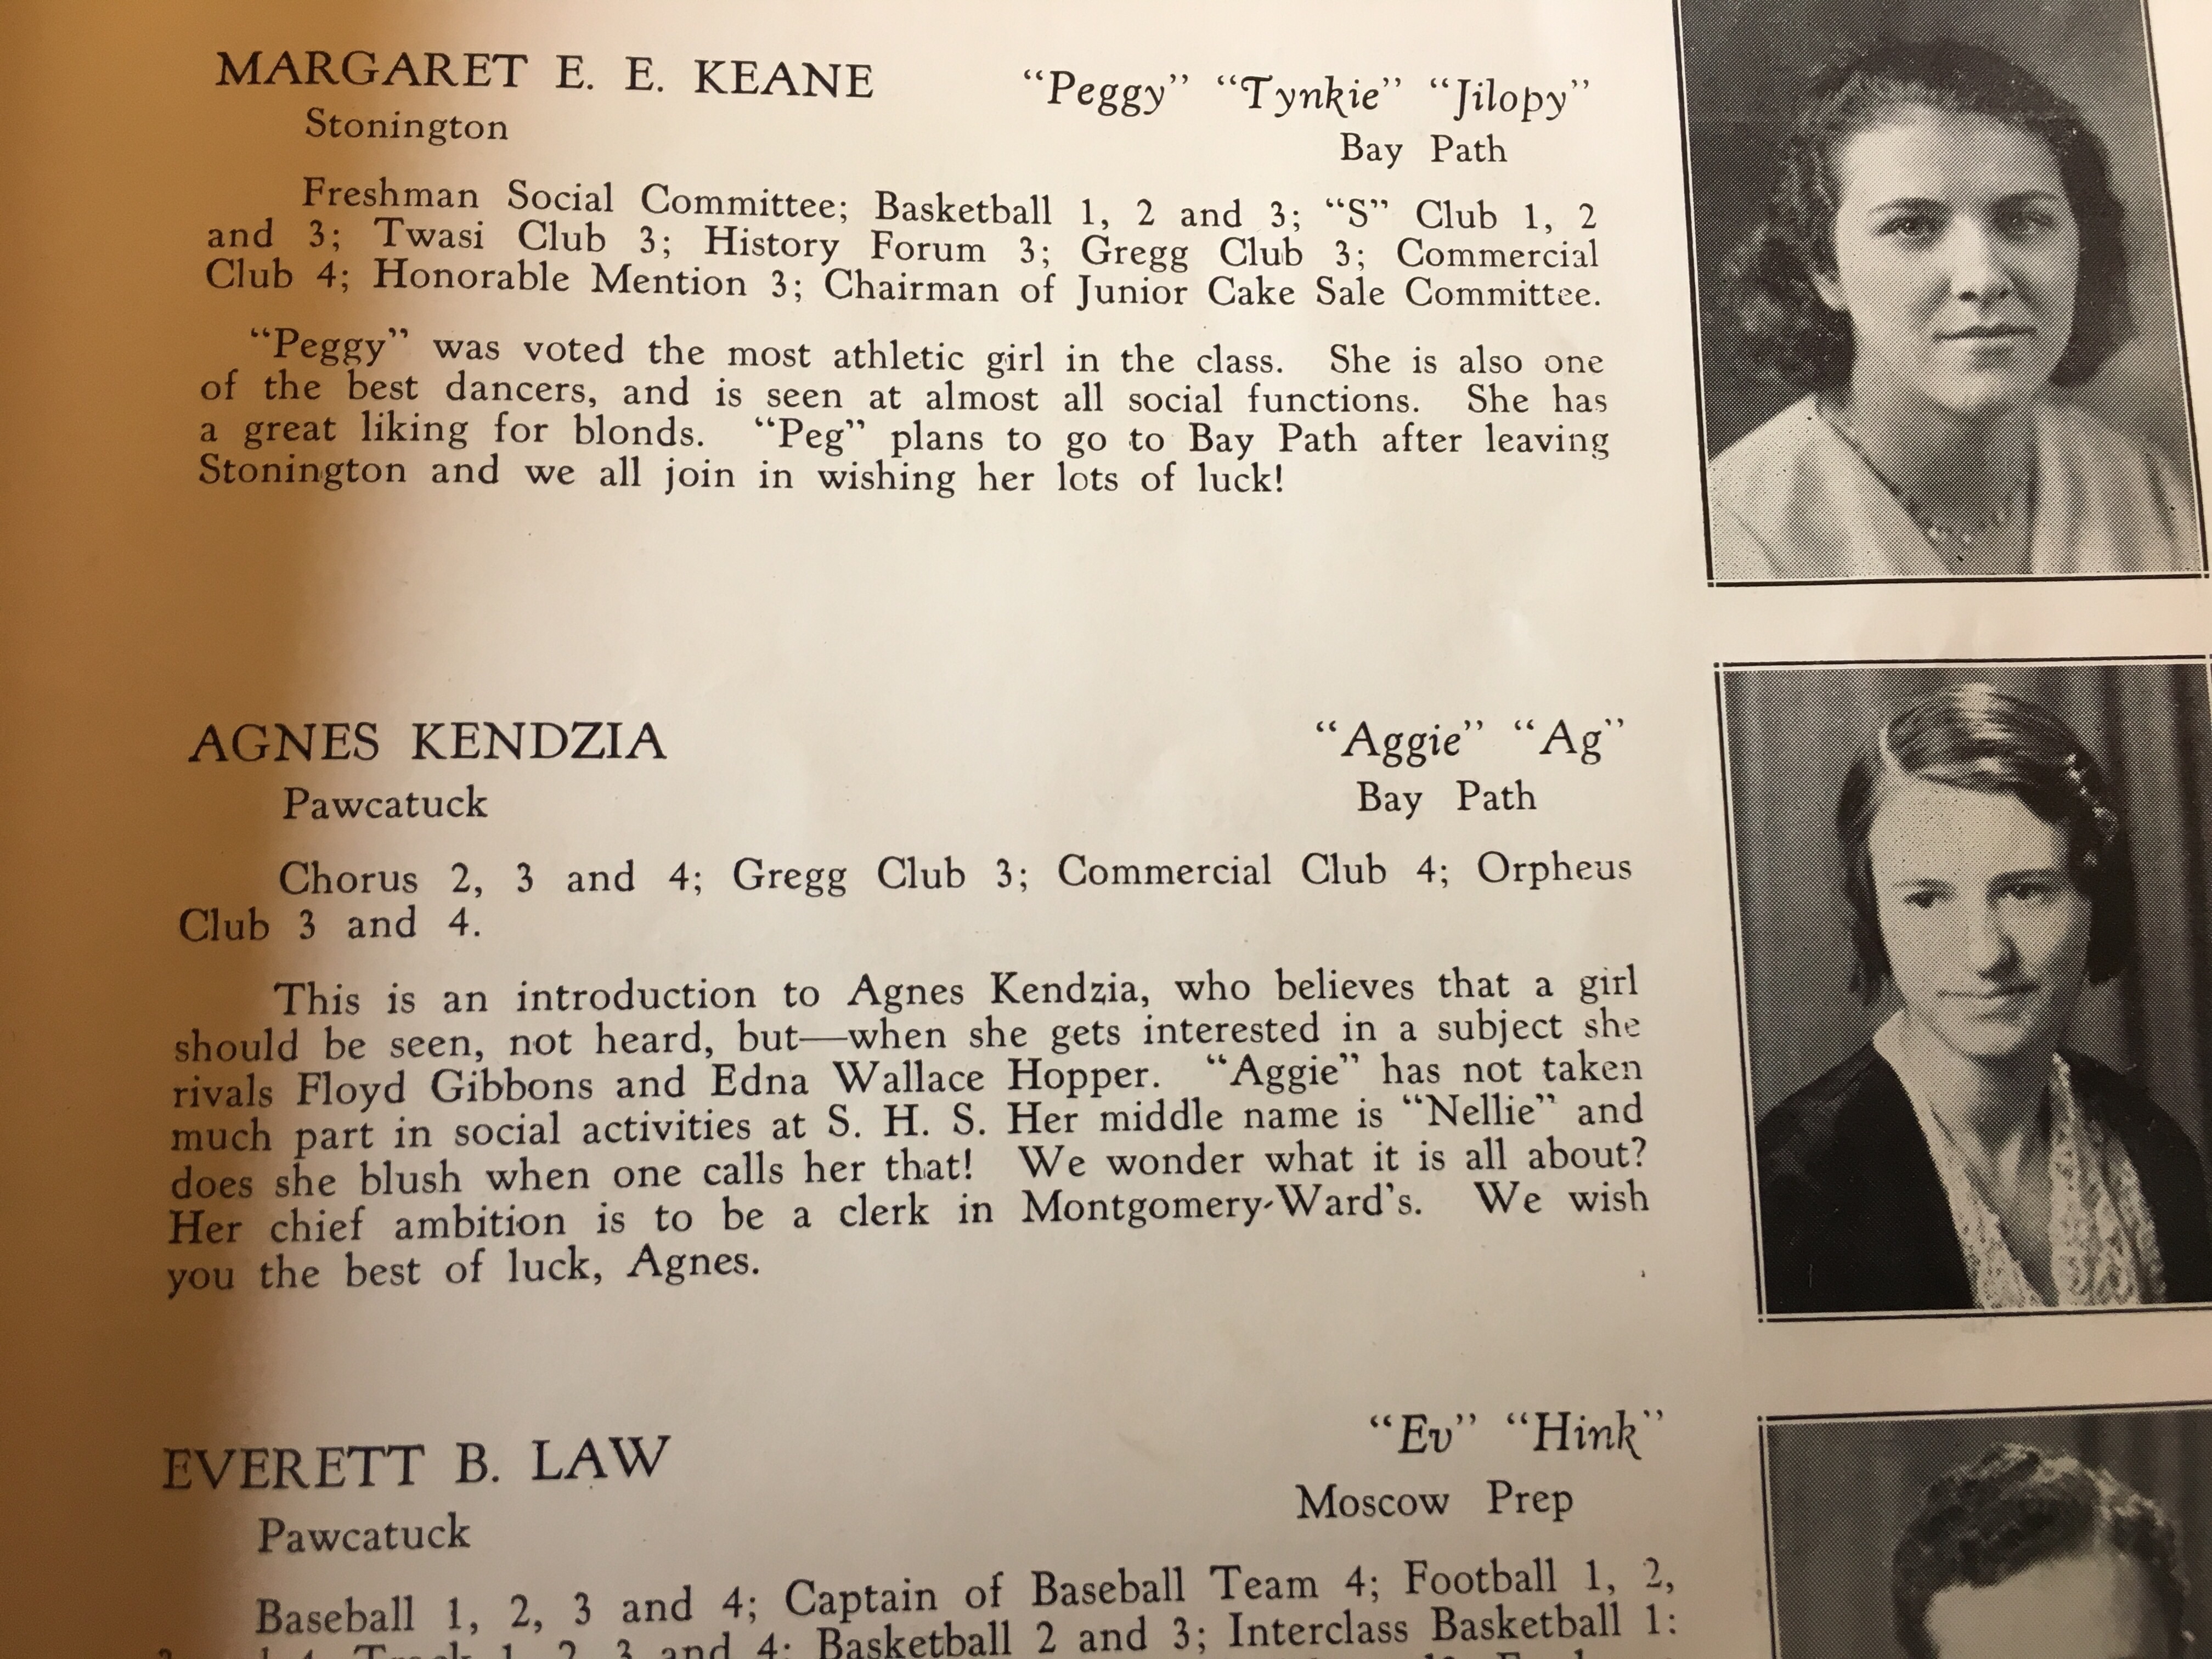 MARGARET E. E. KEANE “Peggy” “Tynkie” “Jilopy”
Stonington Bay Path
Freshman Social Committee; Basketball 1, 2 and 3; “S” Club 1, 2
and 3; Twasi Club 3; History Forum 3; Gregg Club 3; Commercial
Club 4; Honorable Mention 3; Chairman of Junior Cake Sale Committee.
“Peggy” was voted the most athletic girl in the class. She is also one
of the best dancers, and is seen at almost all social functions. She has
a great liking for blonds. “Peg” plans to go to Bay Path after leaving
Stonington and we all join in wishing her lots of luck!
AGNES KENDZIA “Aggie” “Ag”
Pawcatuck Bay Path
Chorus 2, 3 and 4; Gregg Club 3; Commercial Club 4; Orpheus
Club 3 and 4.
This is an introduction to Agnes Kendzia, who believes that a girl
should be seen, not heard, but—when she gets interested in a subject she
rivals Floyd Gibbons and Edna Wallace Hopper. “Aggie” has not taken
much part in social activities at S. H. S. Her middle name is “Nellie” and
does she blush when one calls her that! We wonder what it is all about?
Her chief ambition is to be a clerk in Montgomery-Ward's. We wish
you the best of luck, Agnes.
EVERETT B. LAW “Ev” “Hink”
Pawcatuck Moscow Prep
Baseball 1, 2, 3 and 4; Captain of Baseball Team 4; Football 1, 2,
Track 1, 2, 3 and 4; Basketball 2 and 3; Interclass Basketball 1: